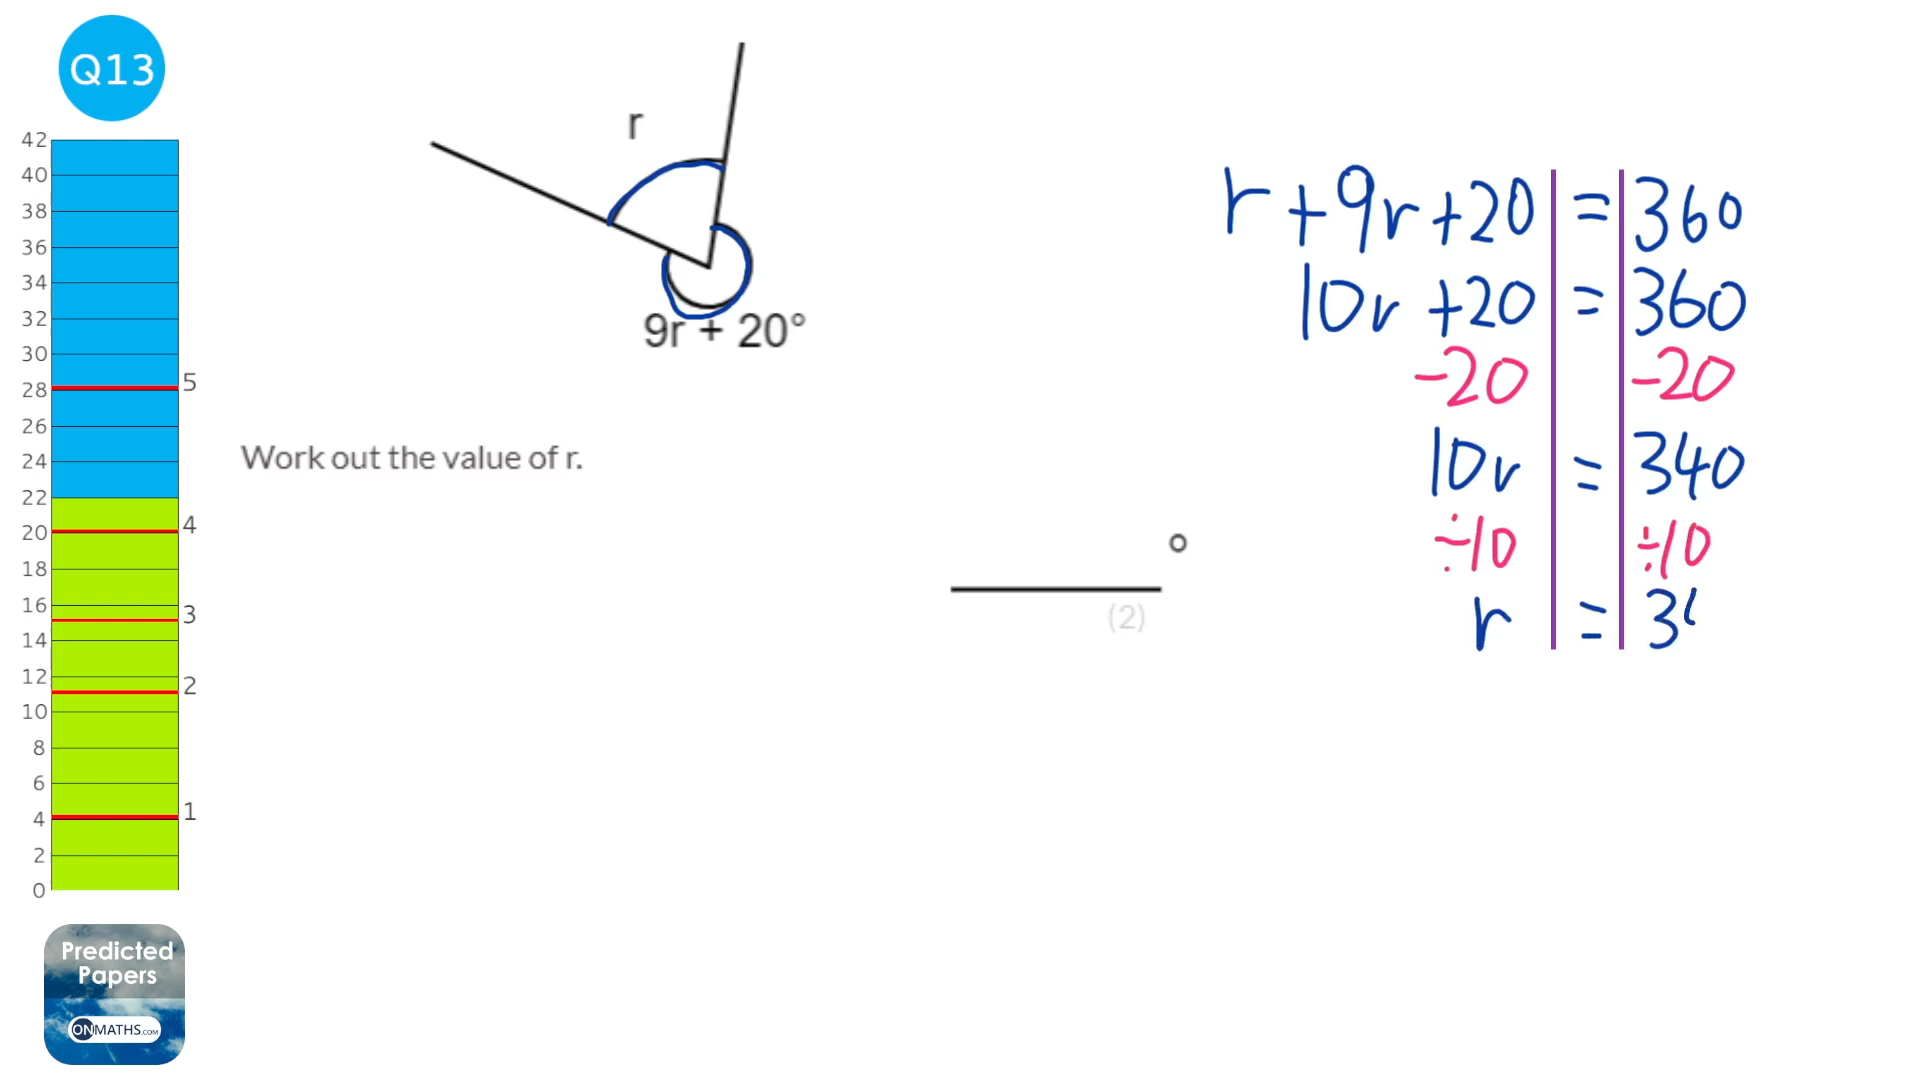 Q13
42
40
38
36
34
32
30
28
26
24
22
20
18
16
14
12
10
8
6
4
2
0
5
4
3
2
1
r
9r + 20°
Work out the value of r.
°
(2)
r + 9r + 20 = 360
10r + 20 = 360
-20 -20
10r = 340
÷10 ÷10
r = 3
Predicted
Papers
ONMATHS.COM